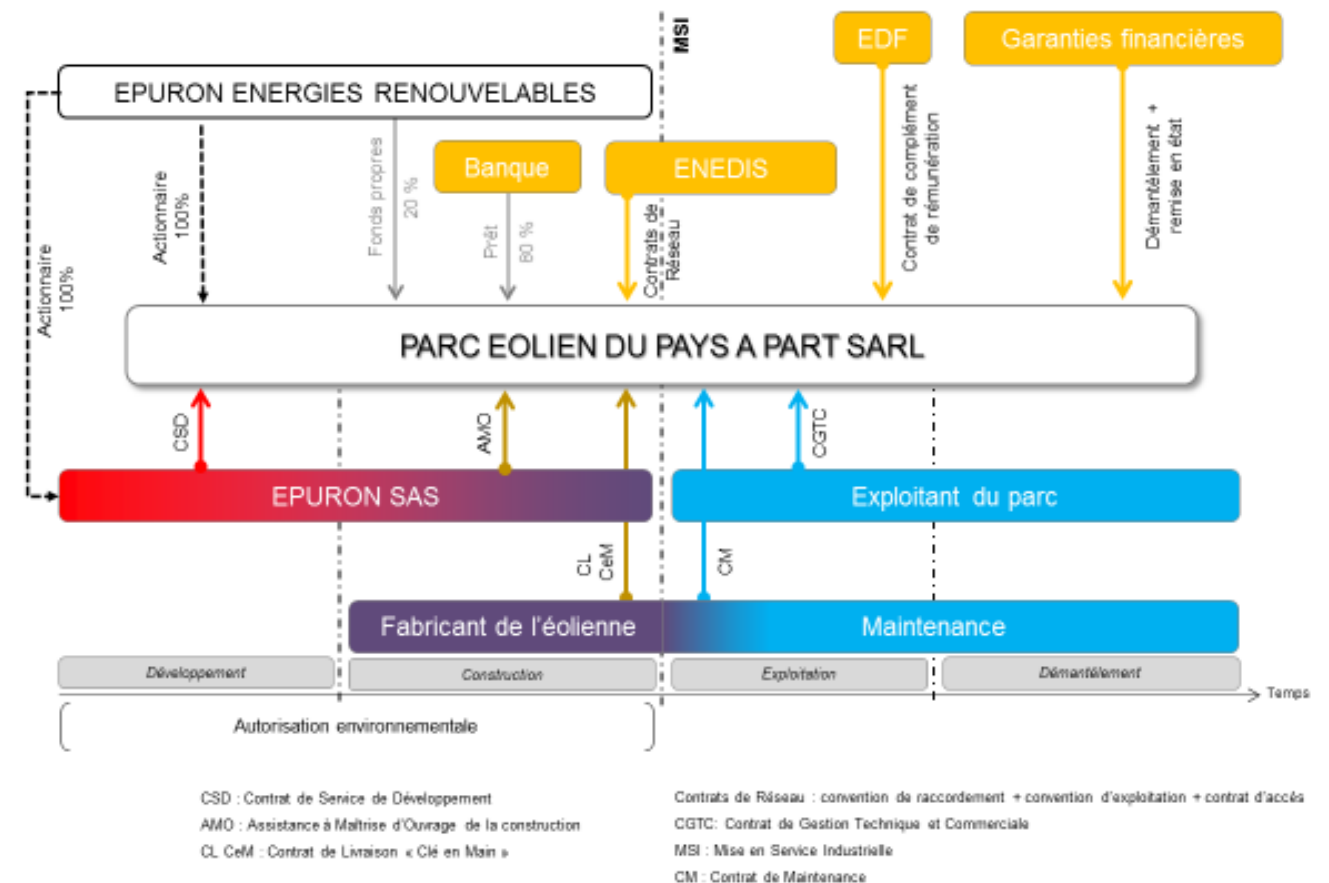 MSI
EDF
Garanties financières
EPURON ENERGIES RENOUVELABLES
Banque
ENEDIS
Actionnaire
100%
Actionnaire
100%
Fonds propres
20 %
Prêt
80 %
Contrats de
Réseau
Contrat de complément
de rémunération
Démantèlement +
remise en état
PARC EOLIEN DU PAYS A PART SARL
CSD
AMO
CGTC
EPURON SAS
Exploitant du parc
CL
CeM
CM
Fabricant de l'éolienne
Maintenance
Développement
Construction
Exploitation
Démantèlement
Temps
Autorisation environnementale
CSD : Contrat de Service de Développement
AMO : Assistance à Maîtrise d'Ouvrage de la construction
CL CeM : Contrat de Livraison « Clé en Main »
Contrats de Réseau : convention de raccordement + convention d'exploitation + contrat d'accès
CGTC: Contrat de Gestion Technique et Commerciale
MSI : Mise en Service Industrielle
CM : Contrat de Maintenance